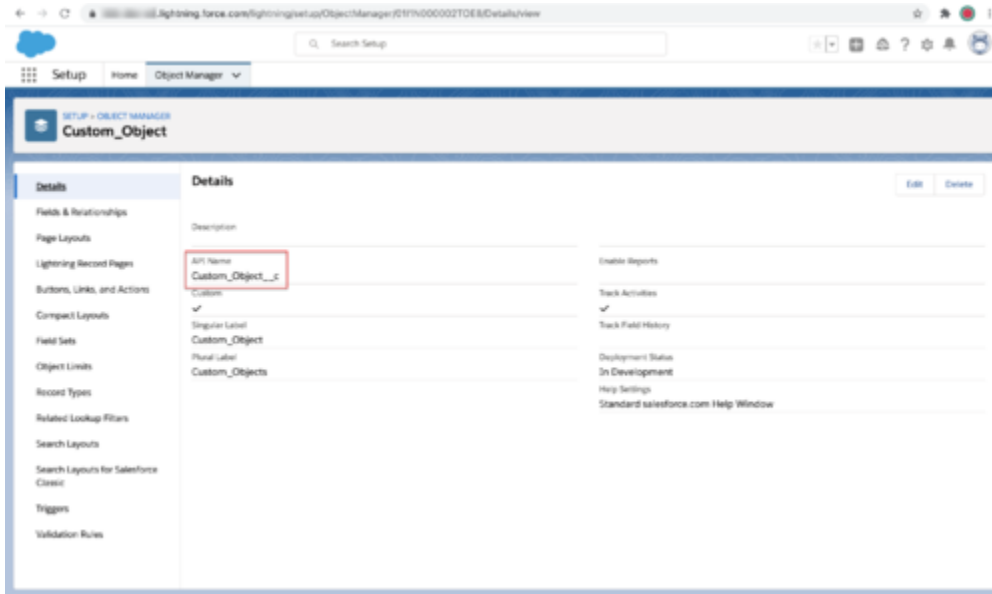 lightning.force.com/lightning/setup/ObjectManager/
Search Setup
Setup
Home
Object Manager
SETUP > OBJECT MANAGER
Custom_Object
Details
Fields & Relationships
Page Layouts
Lightning Record Pages
Buttons, Links, and Actions
Compact Layouts
Field Sets
Object Limits
Record Types
Related Lookup Filters
Search Layouts
Search Layouts for Salesforce
Classic
Triggers
Validation Rules
Details
Edit
Delete
Description
API Name
Custom_Object__c
Custom
Singular Label
Custom_Object
Plural Label
Custom_Objects
Enable Reports
Track Activities
Track Field History
Deployment Status
In Development
Help Settings
Standard salesforce.com Help Window